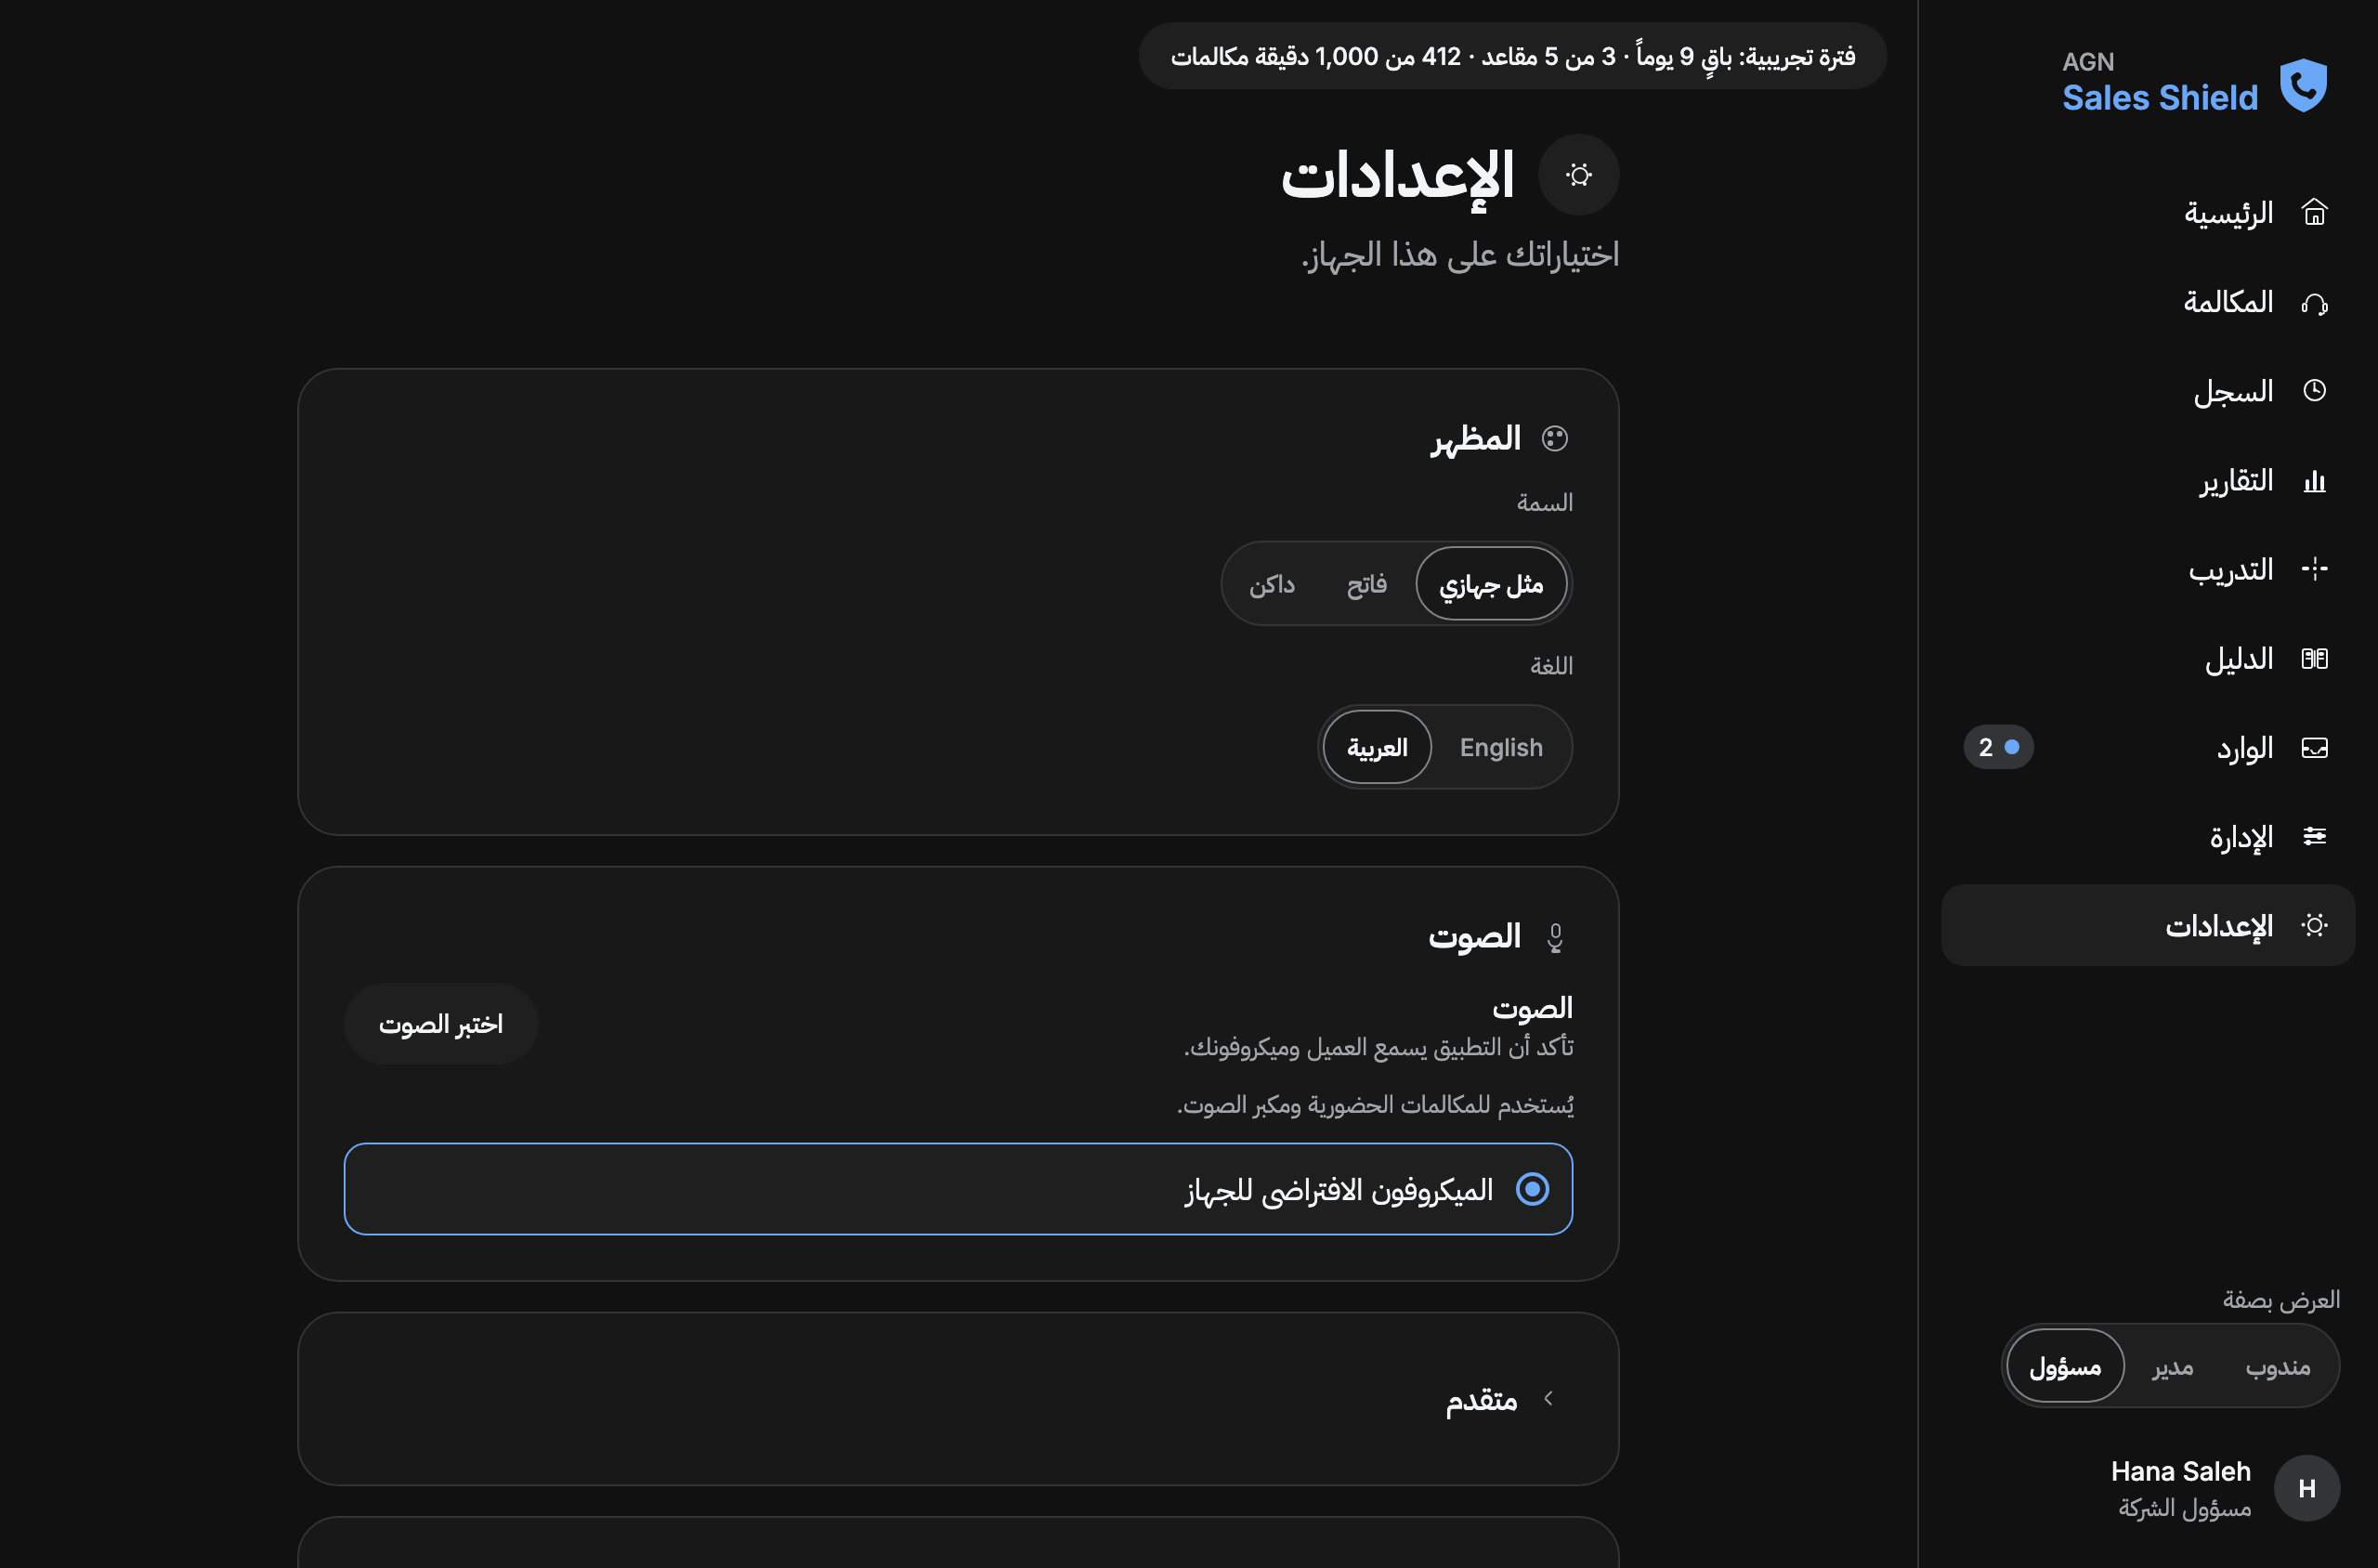 AGN
Sales Shield
الرئيسية
المكالمة
السجل
التقارير
التدريب
الدليل
الوارد
2
الإدارة
الإعدادات
العرض بصفة
مندوب
مدير
مسؤول
H
Hana Saleh
مسؤول الشركة
فترة تجريبية: باقٍ 9 يوماً · 3 من 5 مقاعد · 412 من 1,000 دقيقة مكالمات
الإعدادات
اختياراتك على هذا الجهاز.
المظهر
السمة
مثل جهازي
فاتح
داكن
اللغة
English
العربية
الصوت
الصوت
تأكد أن التطبيق يسمع العميل وميكروفونك.
اختبر الصوت
يُستخدم للمكالمات الحضورية ومكبر الصوت.
الميكروفون الافتراضي للجهاز
متقدم